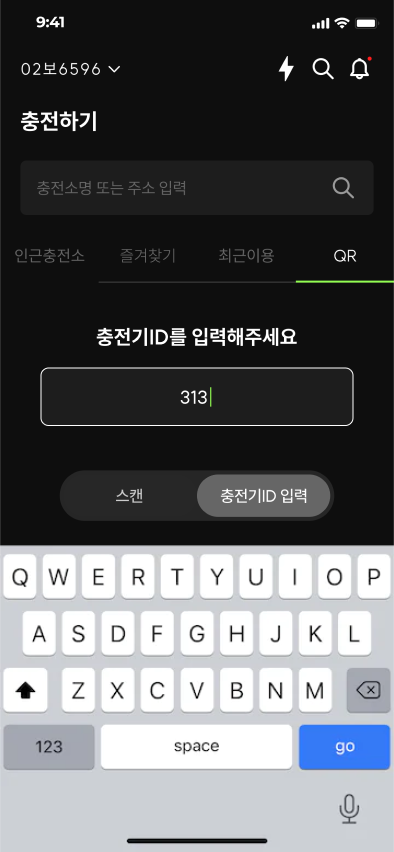 9:41
02보6596
충전하기
충전소명 또는 주소 입력
인근충전소 즐겨찾기 최근이용 QR
충전기ID를 입력해주세요
313
스캔 충전기ID 입력
Q W E R T Y U I O P
A S D F G H J K L
Z X C V B N M
123 space go